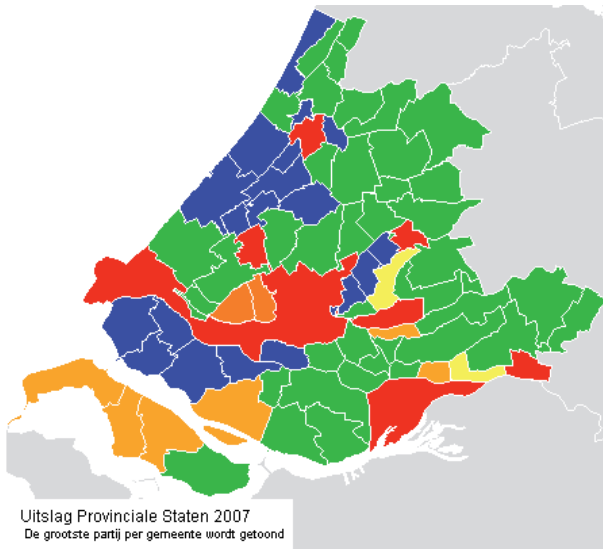 Uitslag Provinciale Staten 2007
De grootste partij per gemeente wordt getoond